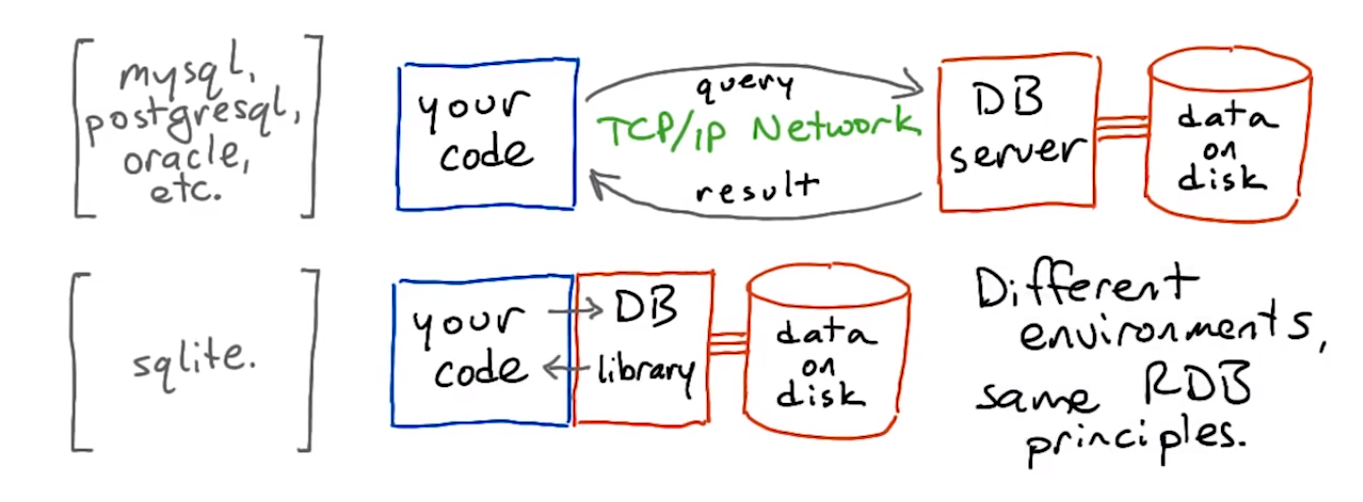 mysql,
postgresql,
oracle,
etc.
your
code
query
TCP/IP Network
result
DB
server
data
on
disk
sqlite.
your
code
DB
library
data
on
disk
Different
environments,
same RDB
principles.